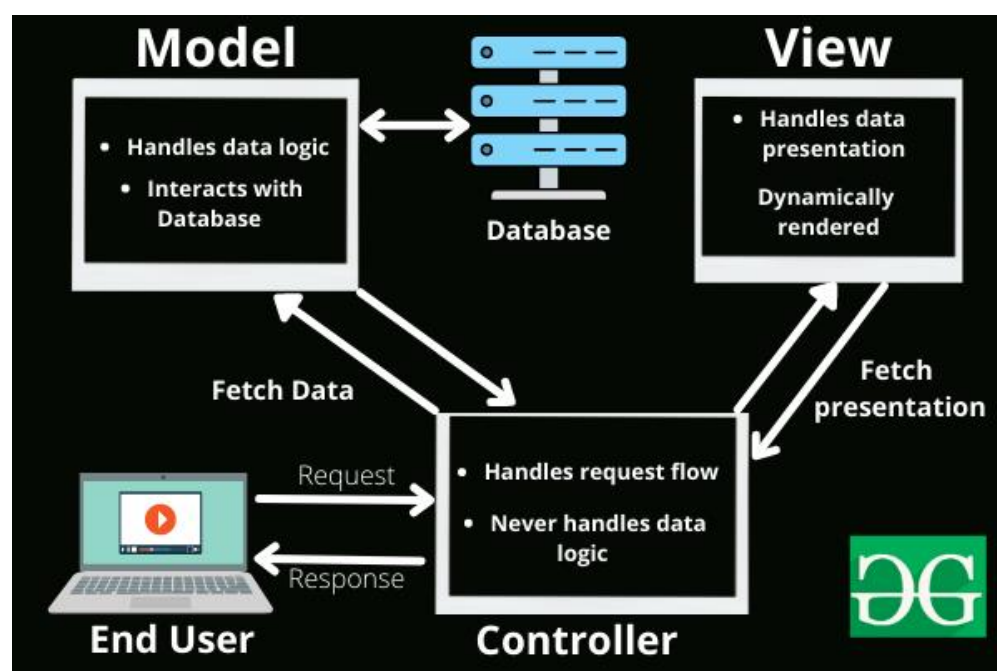 Model
• Handles data logic
• Interacts with
Database
Database
View
• Handles data
presentation
Dynamically
rendered
Fetch Data
Fetch
presentation
Request
Response
• Handles request flow
• Never handles data
logic
End User
Controller
GG